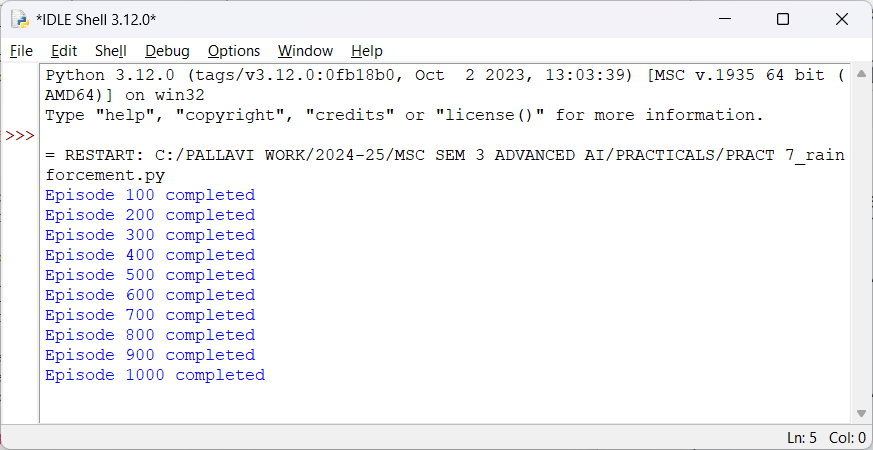 *IDLE Shell 3.12.0*
File Edit Shell Debug Options Window Help
Python 3.12.0 (tags/v3.12.0:0fb18b0, Oct  2 2023, 13:03:39) [MSC v.1935 64 bit (
AMD64)] on win32
Type "help", "copyright", "credits" or "license()" for more information.
>>>
= RESTART: C:/PALLAVI WORK/2024-25/MSC SEM 3 ADVANCED AI/PRACTICALS/PRACT 7_rain
forcement.py
Episode 100 completed
Episode 200 completed
Episode 300 completed
Episode 400 completed
Episode 500 completed
Episode 600 completed
Episode 700 completed
Episode 800 completed
Episode 900 completed
Episode 1000 completed
Ln: 5 Col: 0